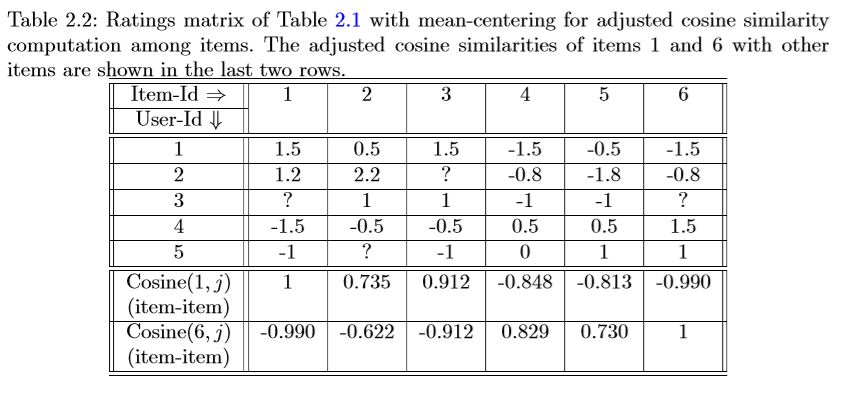 Table 2.2: Ratings matrix of Table 2.1 with mean-centering for adjusted cosine similarity
computation among items. The adjusted cosine similarities of items 1 and 6 with other
items are shown in the last two rows.
Item-Id ⇒ 1 2 3 4 5 6
User-Id ⇓
1 1.5 0.5 1.5 -1.5 -0.5 -1.5
2 1.2 2.2 ? -0.8 -1.8 -0.8
3 ? 1 1 -1 -1 ?
4 -1.5 -0.5 -0.5 0.5 0.5 1.5
5 -1 ? -1 0 1 1
Cosine(1, j) 1 0.735 0.912 -0.848 -0.813 -0.990
(item-item)
Cosine(6, j) -0.990 -0.622 -0.912 0.829 0.730 1
(item-item)